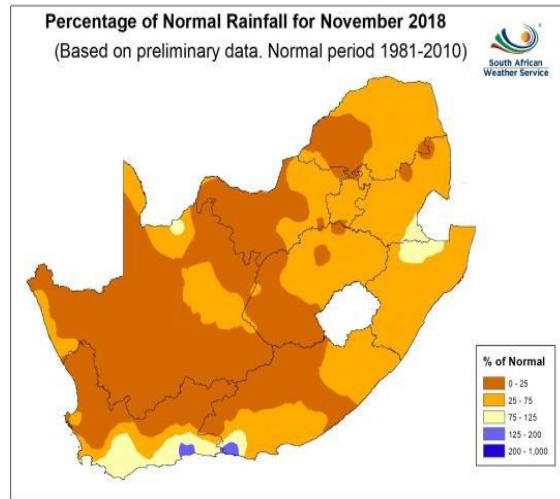 Percentage of Normal Rainfall for November 2018
(Based on preliminary data. Normal period 1981-2010)
South African
Weather Service
% of Normal
0 - 25
25 - 75
75 - 125
125 - 200
200 - 1,000